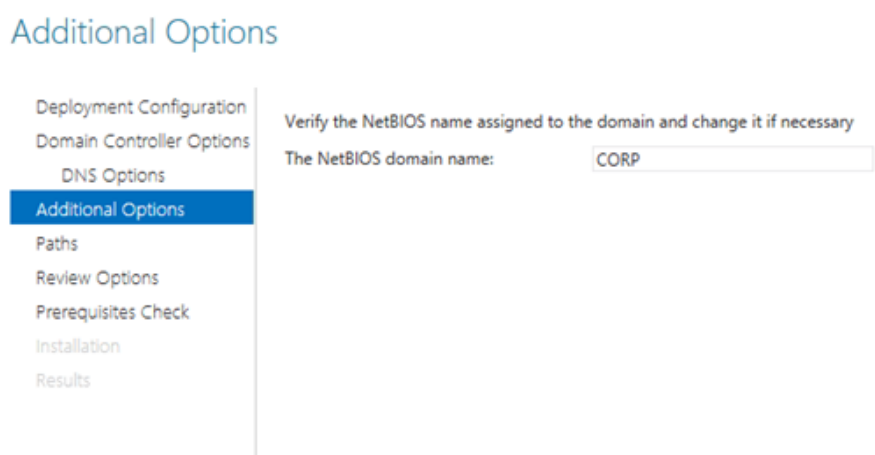 Additional Options
Deployment Configuration
Domain Controller Options
DNS Options
Additional Options
Paths
Review Options
Prerequisites Check
Installation
Results
Verify the NetBIOS name assigned to the domain and change it if necessary
The NetBIOS domain name: CORP